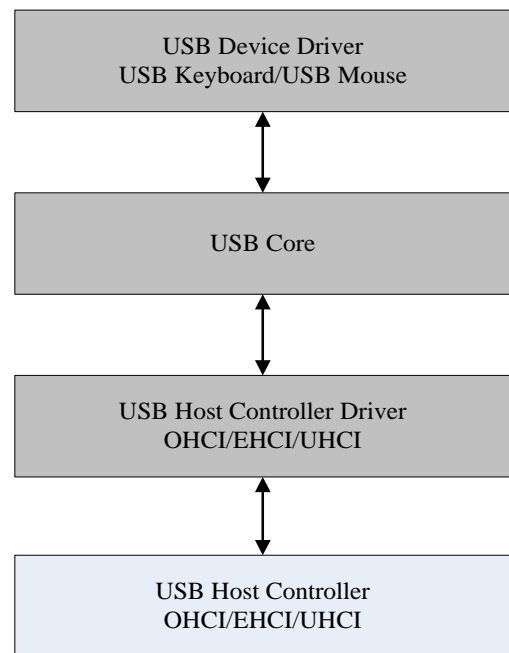 USB Device Driver
USB Keyboard/USB Mouse
USB Core
USB Host Controller Driver
OHCI/EHCI/UHCI
USB Host Controller
OHCI/EHCI/UHCI